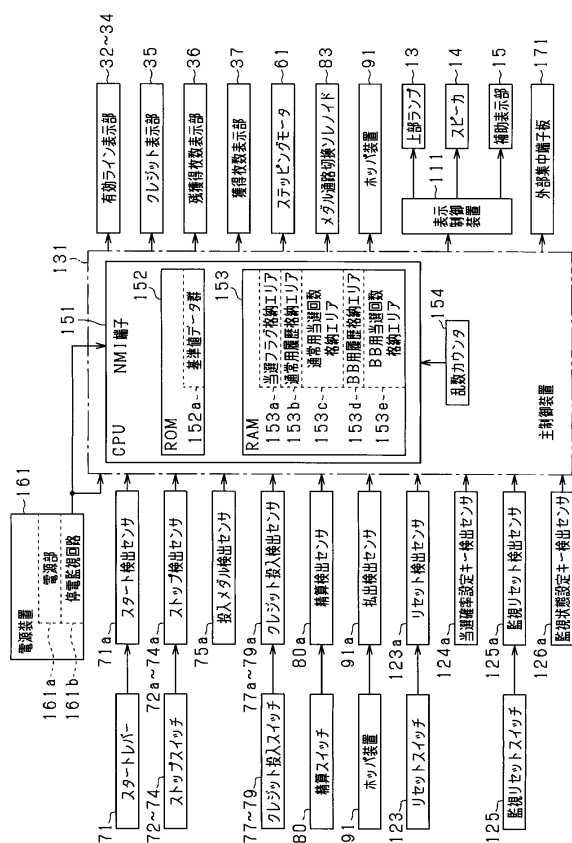 161
電源装置
電源部
停電監視回路
161a
161b
71
スタートレバー
71a
スタート検出センサ
72~74
ストップスイッチ
72a~74a
ストップ検出センサ
75a
投入メダル検出センサ
77~79
クレジット投入スイッチ
77a~79a
クレジット投入検出センサ
80
精算スイッチ
80a
精算検出センサ
91
ホッパ装置
91a
払出検出センサ
123
リセットスイッチ
123a
リセット検出センサ
124a
当選確率設定キー検出センサ
125
監視リセットスイッチ
125a
監視リセット検出センサ
126a
監視状態設定キー検出センサ
131
151
CPU
NMI端子
152
ROM
152a
基準値データ群
153
RAM
153a
当選フラグ格納エリア
153b
通常用履歴格納エリア
153c
通常用当選回数
格納エリア
153d
BB用履歴格納エリア
153e
BB用当選回数
格納エリア
154
乱数カウンタ
主制御装置
有効ライン表示部
32~34
クレジット表示部
35
残獲得枚数表示部
36
獲得枚数表示部
37
ステッピングモータ
61
メダル通路切換ソレノイド
83
ホッパ装置
91
111
表示
制御装置
上部ランプ
13
スピーカ
14
補助表示部
15
外部集中端子板
171